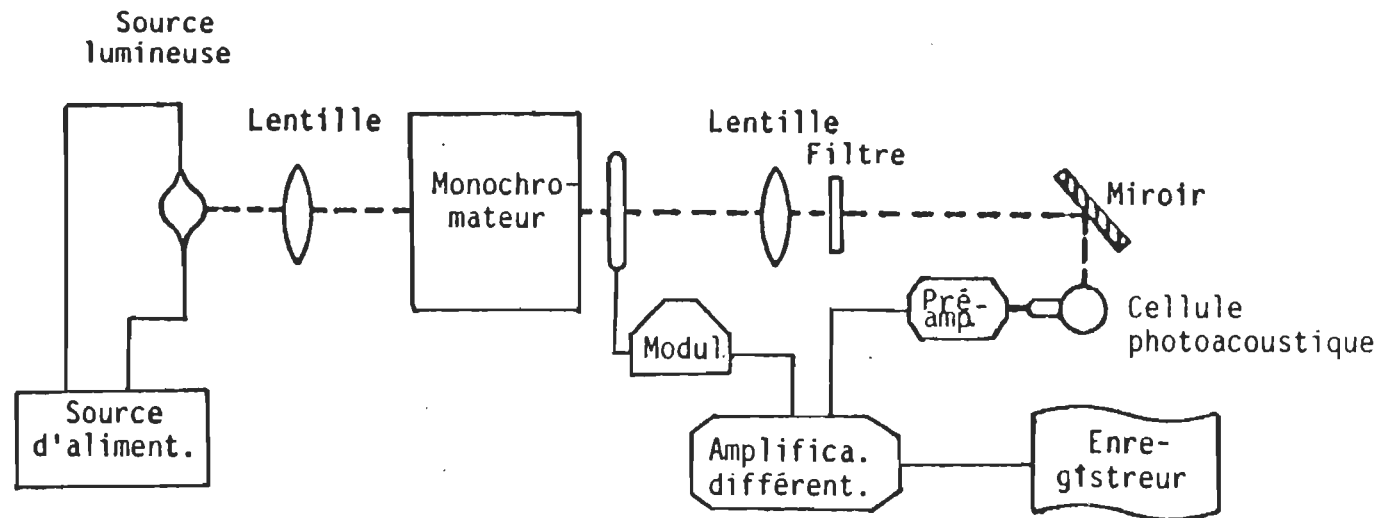 Source
lumineuse
Lentille
Monochro-
mateur
Lentille
Filtre
Miroir
Pré-
amp.
Cellule
photoacoustique
Modul
Source
d'aliment.
Amplifica.
différent.
Enre-
gistreur